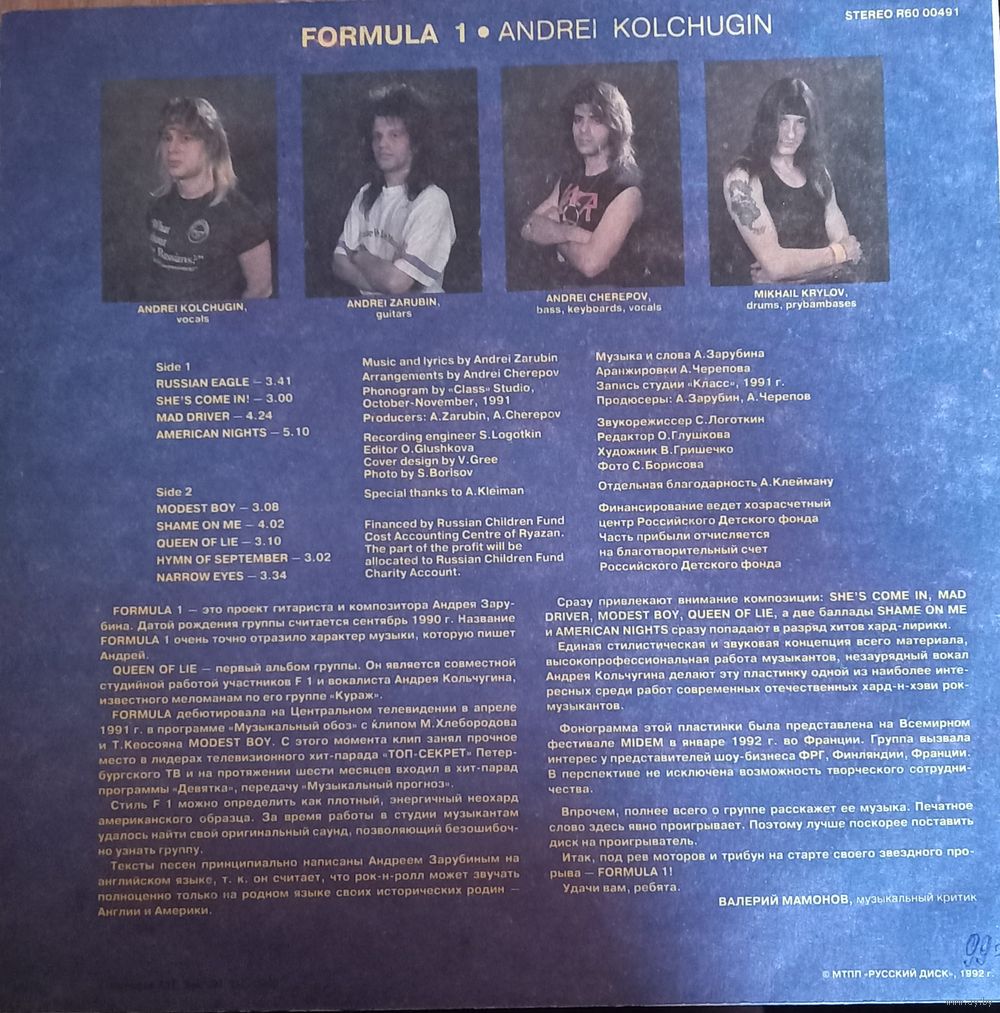 STEREO R60 00491
FORMULA 1 • ANDREI KOLCHUGIN
ANDREI KOLCHUGIN,
vocals
ANDREI ZARUBIN,
guitars
ANDREI CHEREPOV,
bass, keyboards, vocals
MIKHAIL KRYLOV,
drums, prybambases
Side 1
RUSSIAN EAGLE — 3.41
SHE'S COME IN! — 3.00
MAD DRIVER — 4.24
AMERICAN NIGHTS — 5.10
Side 2
MODEST BOY — 3.08
SHAME ON ME — 4.02
QUEEN OF LIE — 3.10
HYMN OF SEPTEMBER — 3.02
NARROW EYES — 3.34
Music and lyrics by Andrei Zarubin
Arrangements by Andrei Cherepov
Phonogram by «Class» Studio,
October-November, 1991
Producers: A.Zarubin, A.Cherepov
Recording engineer S.Logotkin
Editor O.Glushkova
Cover design by V.Gree
Photo by S.Borisov
Special thanks to A.Kleiman
Financed by Russian Children Fund
Cost Accounting Centre of Ryazan.
The part of the profit will be
allocated to Russian Children Fund
Charity Account.
Музыка и слова А.Зарубина
Аранжировки А.Черепова
Запись студии «Класс», 1991 г.
Продюсеры: А.Зарубин, А.Черепов
Звукорежиссер С.Логоткин
Редактор О.Глушкова
Художник В.Гришечко
Фото С.Борисова
Отдельная благодарность А.Клейману
Финансирование ведет хозрасчетный
центр Российского Детского фонда
Часть прибыли отчисляется
на благотворительный счет
Российского Детского фонда
FORMULA 1 — это проект гитариста и композитора Андрея Зару-
бина. Датой рождения группы считается сентябрь 1990 г. Название
FORMULA 1 очень точно отразило характер музыки, которую пишет
Андрей.
QUEEN OF LIE — первый альбом группы. Он является совместной
студийной работой участников F 1 и вокалиста Андрея Кольчугина,
известного меломанам по его группе «Кураж».
FORMULA дебютировала на Центральном телевидении в апреле
1991 г. в программе «Музыкальный обоз» с клипом М.Хлебородова
и Т.Кеосояна MODEST BOY. С этого момента клип занял прочное
место в лидерах телевизионного хит-парада «ТОП-СЕКРЕТ» Петер-
бургского ТВ и на протяжении шести месяцев входил в хит-парад
программы «Девятка», передачу «Музыкальный прогноз».
Стиль F 1 можно определить как плотный, энергичный неохард
американского образца. За время работы в студии музыкантам
удалось найти свой оригинальный саунд, позволяющий безошибоч-
но узнать группу.
Тексты песен принципиально написаны Андреем Зарубиным на
английском языке, т. к. он считает, что рок-н-ролл может звучать
полноценно только на родном языке своих исторических родин —
Англии и Америки.
Сразу привлекают внимание композиции: SHE'S COME IN, MAD
DRIVER, MODEST BOY, QUEEN OF LIE, а две баллады SHAME ON ME
и AMERICAN NIGHTS сразу попадают в разряд хитов хард-лирики.
Единая стилистическая и звуковая концепция всего материала,
высокопрофессиональная работа музыкантов, незаурядный вокал
Андрея Кольчугина делают эту пластинку одной из наиболее инте-
ресных среди работ современных отечественных хард-н-хэви рок-
музыкантов.
Фонограмма этой пластинки была представлена на Всемирном
фестивале MIDEM в январе 1992 г. во Франции. Группа вызвала
интерес у представителей шоу-бизнеса ФРГ, Финляндии, Франции.
В перспективе не исключена возможность творческого сотрудни-
чества.
Впрочем, полнее всего о группе расскажет ее музыка. Печатное
слово здесь явно проигрывает. Поэтому лучше поскорее поставить
диск на проигрыватель.
Итак, под рев моторов и трибун на старте своего звездного про-
рыва — FORMULA 1!
Удачи вам, ребята.
ВАЛЕРИЙ МАМОНОВ, музыкальный критик
© МТПП «РУССКИЙ ДИСК», 1992 г.